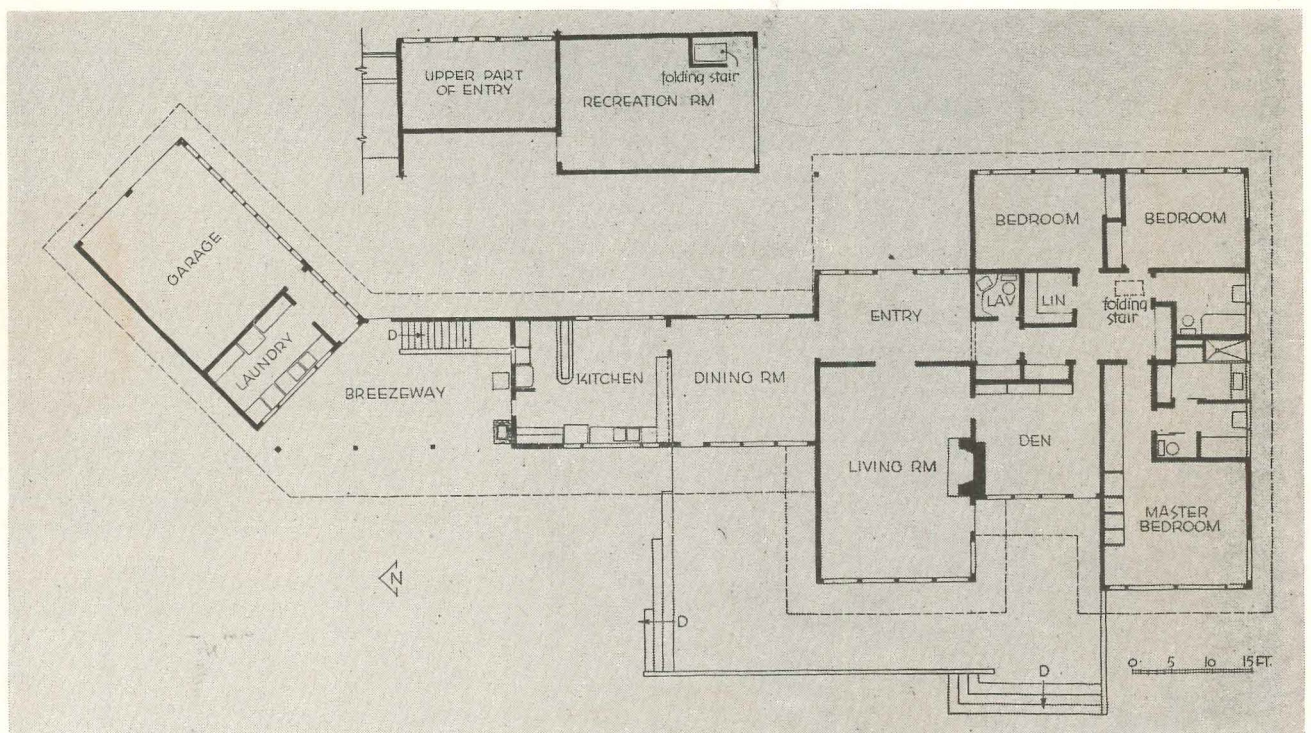 UPPER PART
OF ENTRY
folding stair
RECREATION RM
GARAGE
LAUNDRY
D
BREEZEWAY
KITCHEN
DINING RM
ENTRY
LIVING RM
BEDROOM
BEDROOM
LAV
LIN
folding
stair
DEN
MASTER
BEDROOM
N
D
D
0 5 10 15 FT.